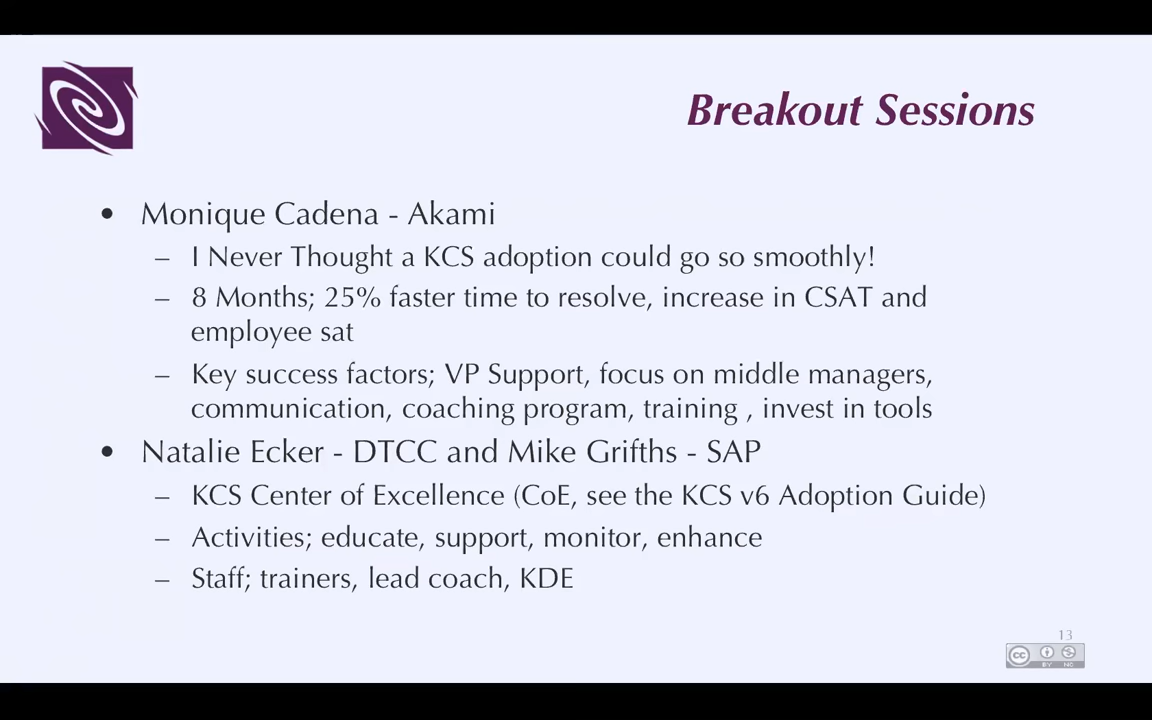 Breakout Sessions
• Monique Cadena - Akami
– I Never Thought a KCS adoption could go so smoothly!
– 8 Months; 25% faster time to resolve, increase in CSAT and
employee sat
– Key success factors; VP Support, focus on middle managers,
communication, coaching program, training , invest in tools
• Natalie Ecker - DTCC and Mike Grifths - SAP
– KCS Center of Excellence (CoE, see the KCS v6 Adoption Guide)
– Activities; educate, support, monitor, enhance
– Staff; trainers, lead coach, KDE
13
cc BY NC